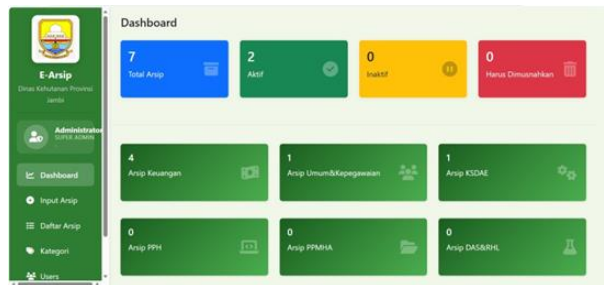 E-Arsip
Dinas Kehutanan Provinsi
Jambi
Administrator
SUPER ADMIN
Dashboard
Input Arsip
Daftar Arsip
Kategori
Users
Dashboard
7
Total Arsip
2
Aktif
0
Inaktif
0
Harus Dimusnahkan
4
Arsip Keuangan
1
Arsip Umum&Kepegawaian
1
Arsip KSDAE
0
Arsip PPH
0
Arsip PPMHA
0
Arsip DAS&RHL